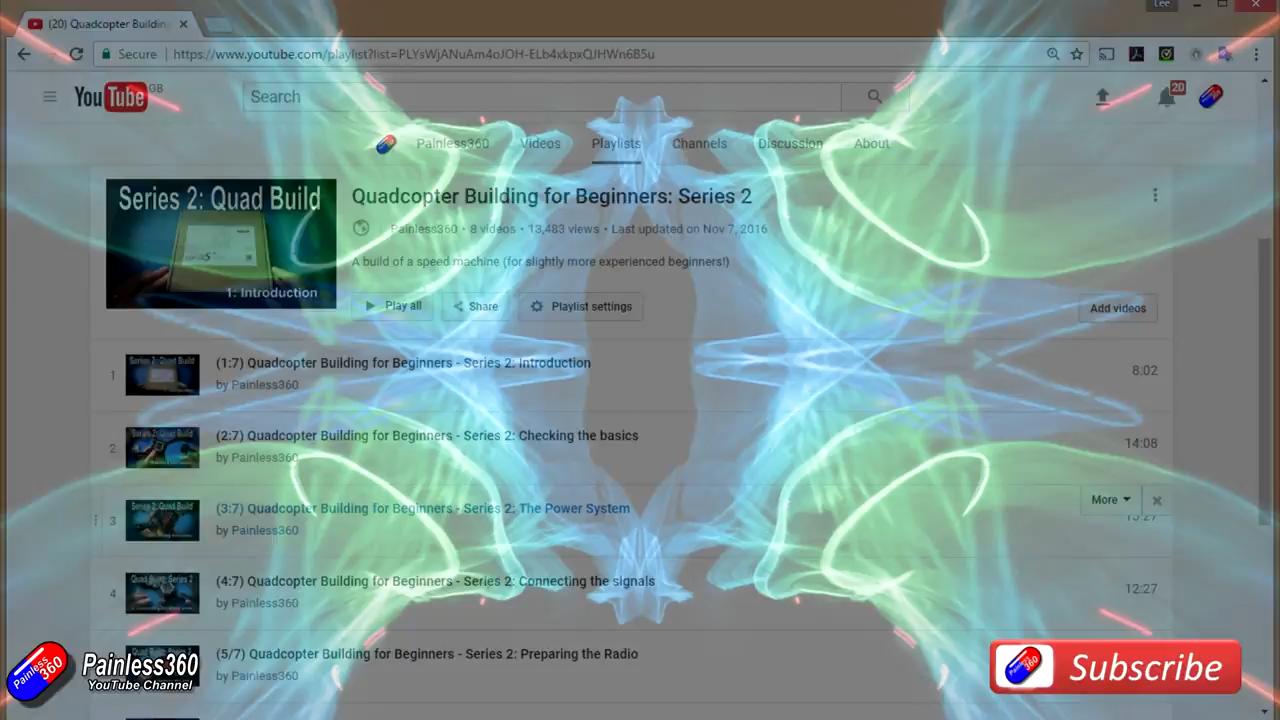 Lee
(20) Quadcopter Building
Secure https://www.youtube.com/playlist?list=PLYsWjANuAm4oJOH-ELb4xkpxQJHWn6B5u
YouTube GB
Search
20
Painless360 Videos Playlists Channels Discussion About
Series 2: Quad Build
1: Introduction
Quadcopter Building for Beginners: Series 2
Painless360 • 8 videos • 13,483 views • Last updated on Nov 7, 2016
A build of a speed machine (for slightly more experienced beginners!)
Play all Share Playlist settings Add videos
1 (1:7) Quadcopter Building for Beginners - Series 2: Introduction 8:02
by Painless360
2 (2:7) Quadcopter Building for Beginners - Series 2: Checking the basics 14:08
by Painless360
3 (3:7) Quadcopter Building for Beginners - Series 2: The Power System More
by Painless360
4 (4:7) Quadcopter Building for Beginners - Series 2: Connecting the signals 12:27
by Painless360
(5/7) Quadcopter Building for Beginners - Series 2: Preparing the Radio
by Painless360
Painless 360
Painless360
YouTube Channel
Subscribe